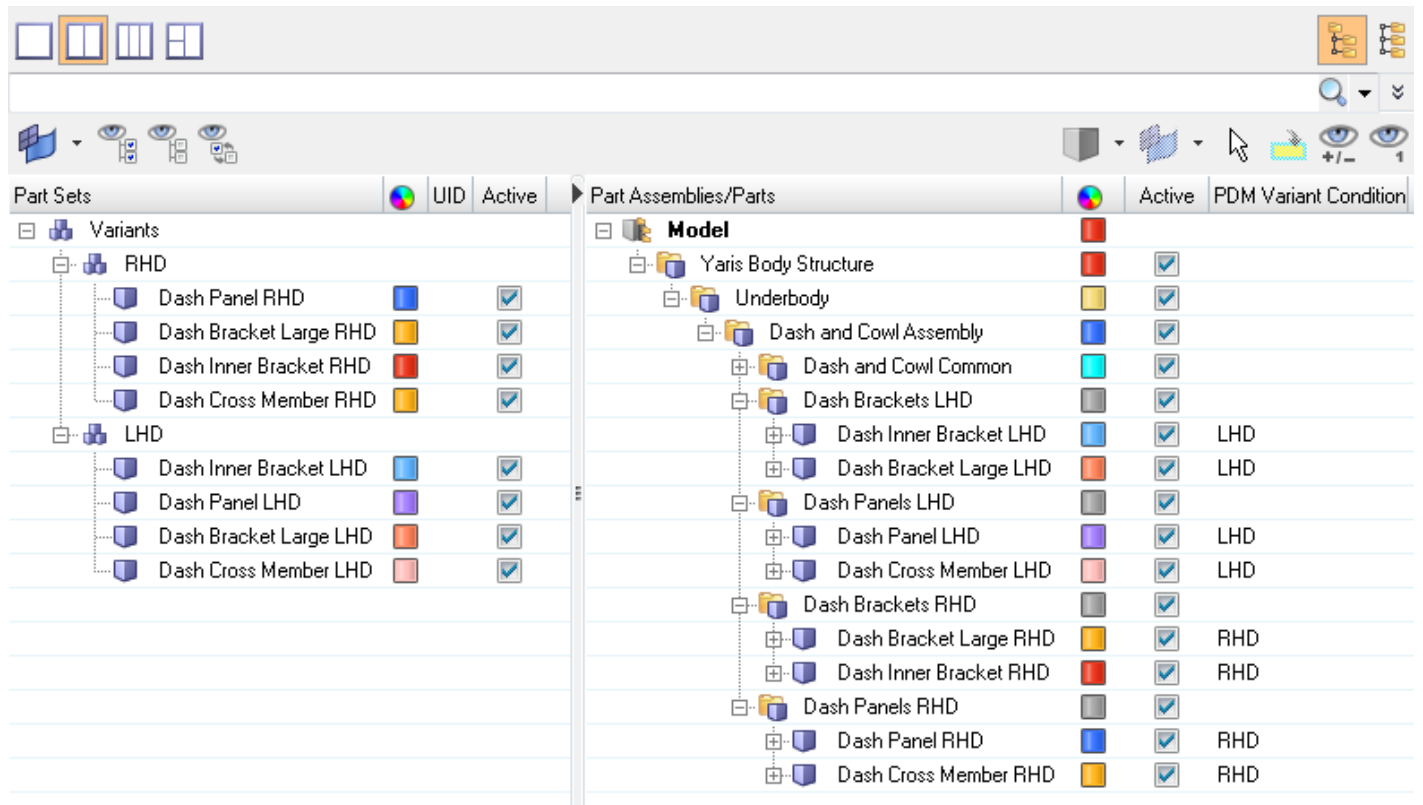 +/- 1
Part Sets UID Active Part Assemblies/Parts Active PDM Variant Condition
Variants Model
RHD Yaris Body Structure
Dash Panel RHD Underbody
Dash Bracket Large RHD Dash and Cowl Assembly
Dash Inner Bracket RHD Dash and Cowl Common
Dash Cross Member RHD Dash Brackets LHD
LHD Dash Inner Bracket LHD LHD
Dash Inner Bracket LHD Dash Bracket Large LHD LHD
Dash Panel LHD Dash Panels LHD
Dash Bracket Large LHD Dash Panel LHD LHD
Dash Cross Member LHD Dash Cross Member LHD LHD
Dash Brackets RHD
Dash Bracket Large RHD RHD
Dash Inner Bracket RHD RHD
Dash Panels RHD
Dash Panel RHD RHD
Dash Cross Member RHD RHD